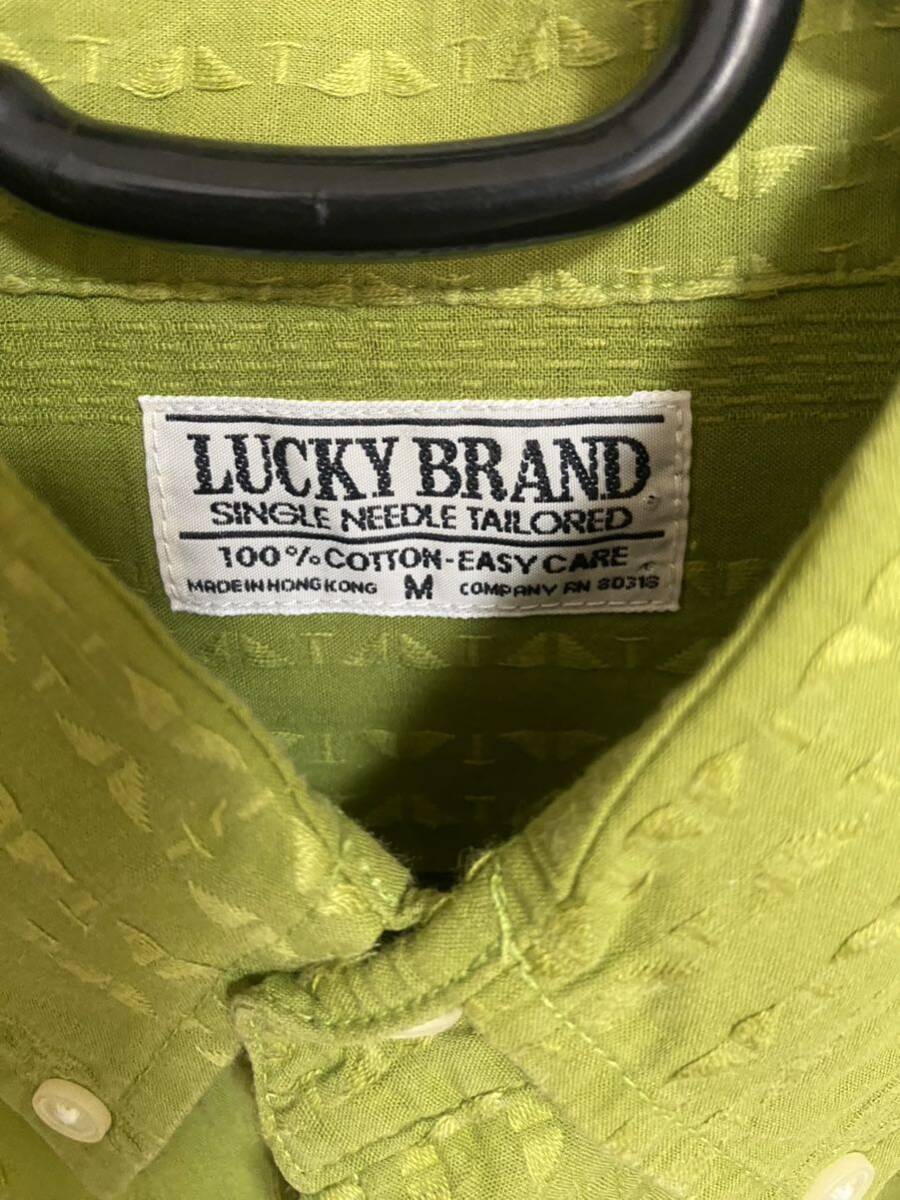 LUCKY BRAND
SINGLE NEEDLE TAILORED
100% COTTON-EASY CARE
MADE IN HONG KONG M COMPANY RN 80318